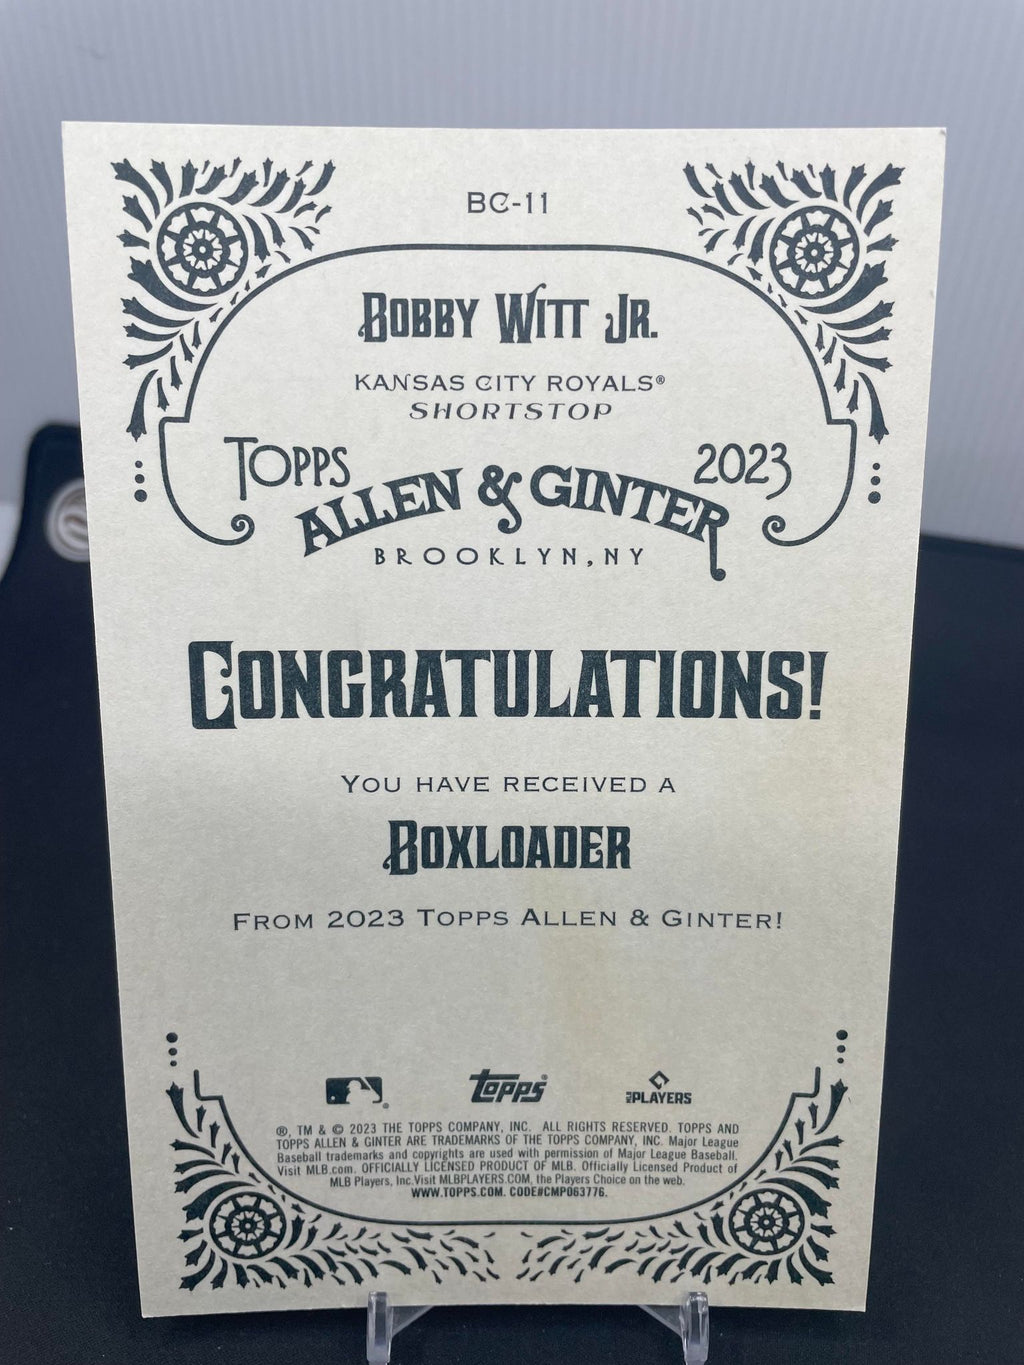 BC-11
BOBBY WITT JR.
KANSAS CITY ROYALS®
SHORTSTOP
TOPPS 2023
ALLEN & GINTER
BROOKLYN, NY
CONGRATULATIONS!
YOU HAVE RECEIVED A
BOXLOADER
FROM 2023 TOPPS ALLEN & GINTER!
topps®
MLB PLAYERS
®, TM & © 2023 THE TOPPS COMPANY, INC. ALL RIGHTS RESERVED. TOPPS AND
TOPPS ALLEN & GINTER ARE TRADEMARKS OF THE TOPPS COMPANY, INC. Major League
Baseball trademarks and copyrights are used with permission of Major League Baseball.
Visit MLB.com. OFFICIALLY LICENSED PRODUCT OF MLB. Officially Licensed Product of
MLB Players, Inc.Visit MLBPLAYERS.COM, the Players Choice on the web.
WWW.TOPPS.COM. CODE#CMP063776.